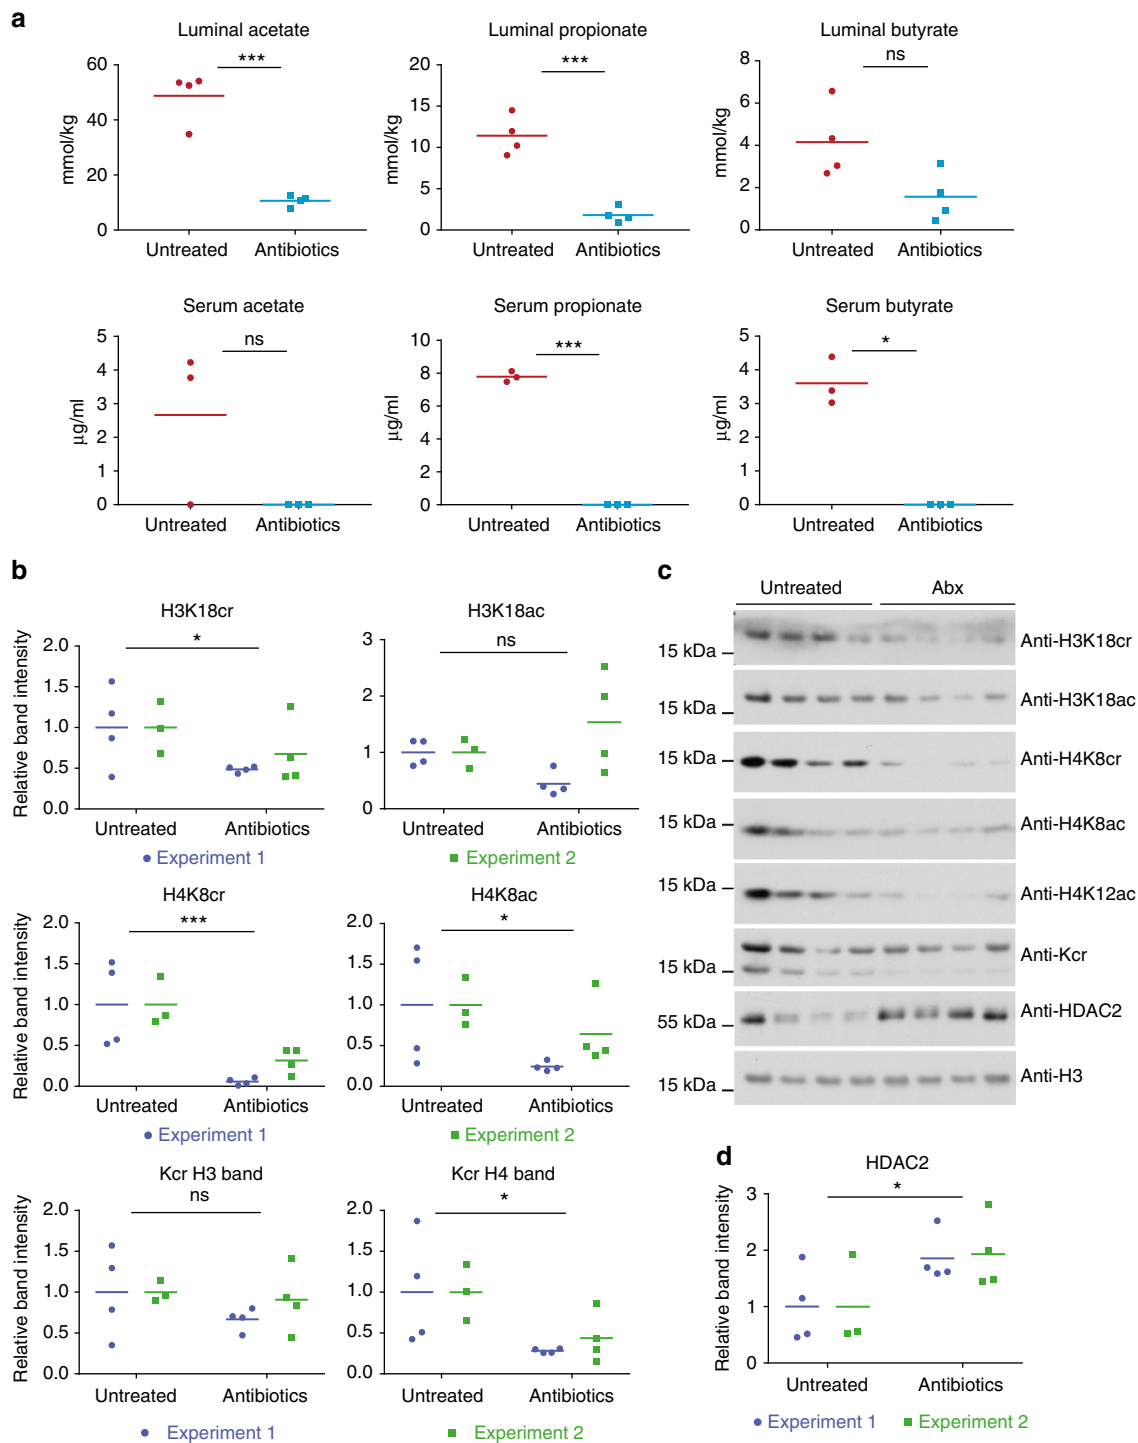 a
Luminal acetate
Luminal propionate
Luminal butyrate
***
***
ns
mmol/kg
60
40
20
0
mmol/kg
20
15
10
5
0
mmol/kg
8
6
4
2
0
Untreated Antibiotics
Untreated Antibiotics
Untreated Antibiotics
Serum acetate
Serum propionate
Serum butyrate
ns
***
*
μg/ml
5
4
3
2
1
0
μg/ml
10
8
6
4
2
0
μg/ml
5
4
3
2
1
0
Untreated Antibiotics
Untreated Antibiotics
Untreated Antibiotics
b
H3K18cr
*
Relative band intensity
2.0
1.5
1.0
0.5
0.0
Untreated Antibiotics
H3K18ac
ns
3
2
1
0
Untreated Antibiotics
Experiment 1
Experiment 2
H4K8cr
***
Relative band intensity
2.0
1.5
1.0
0.5
0.0
Untreated Antibiotics
H4K8ac
*
2.0
1.5
1.0
0.5
0.0
Untreated Antibiotics
Experiment 1
Experiment 2
Kcr H3 band
ns
Relative band intensity
2.0
1.5
1.0
0.5
0.0
Untreated Antibiotics
Kcr H4 band
*
2.0
1.5
1.0
0.5
0.0
Untreated Antibiotics
Experiment 1
Experiment 2
c
Untreated
Abx
15 kDa
Anti-H3K18cr
15 kDa
Anti-H3K18ac
15 kDa
Anti-H4K8cr
15 kDa
Anti-H4K8ac
15 kDa
Anti-H4K12ac
15 kDa
Anti-Kcr
55 kDa
Anti-HDAC2
15 kDa
Anti-H3
d
HDAC2
*
Relative band intensity
3
2
1
0
Untreated Antibiotics
Experiment 1
Experiment 2